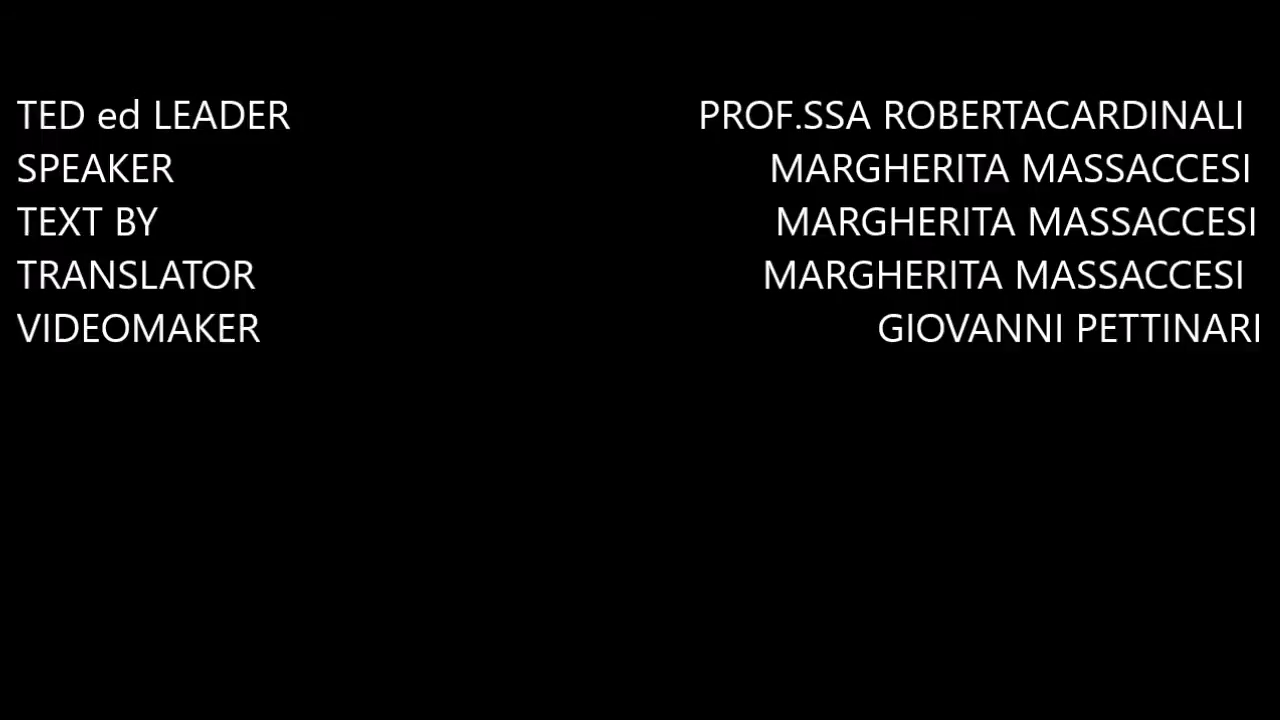 TED ed LEADER PROF.SSA ROBERTACARDINALI
SPEAKER MARGHERITA MASSACCESI
TEXT BY MARGHERITA MASSACCESI
TRANSLATOR MARGHERITA MASSACCESI
VIDEOMAKER GIOVANNI PETTINARI